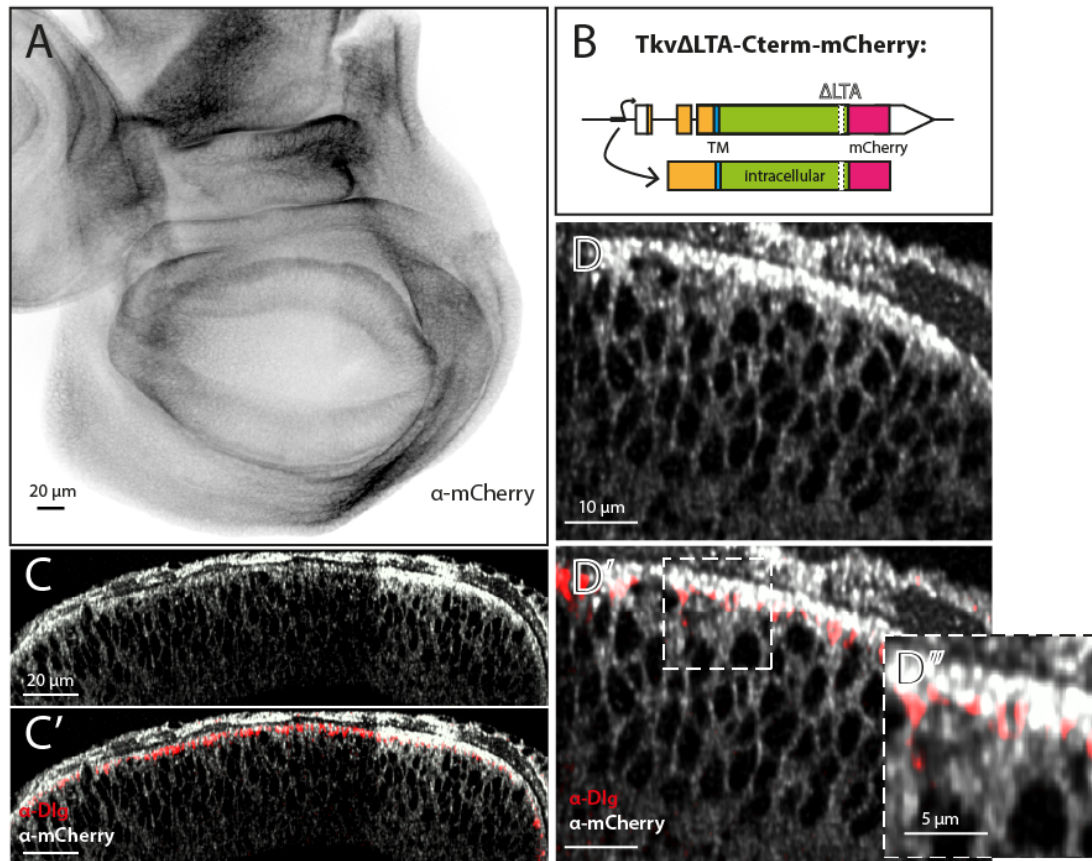 A
20 μm
α-mCherry
B
TkvΔLTA-Cterm-mCherry:
ΔLTA
TM
mCherry
intracellular
C
20 μm
C'
α-Dlg
α-mCherry
D
10 μm
D'
α-Dlg
α-mCherry
D'''
5 μm